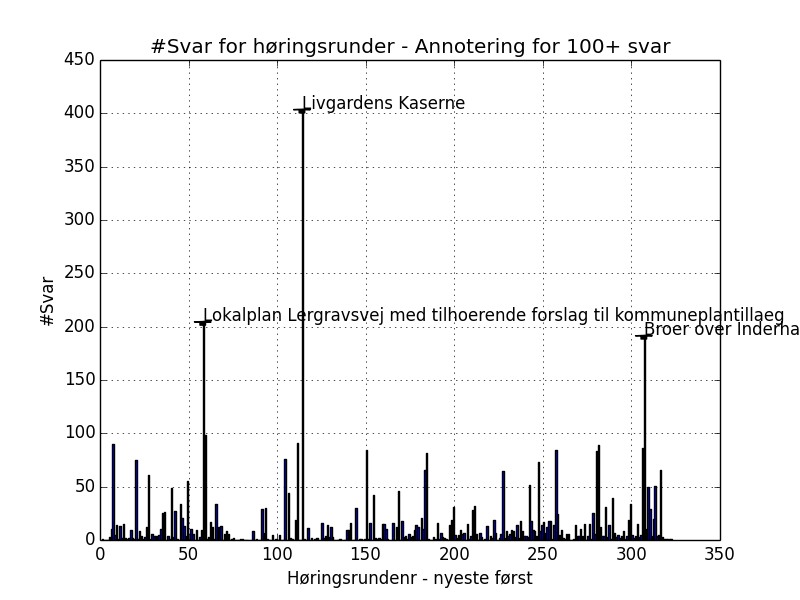 #Svar for høringsrunder - Annotering for 100+ svar
450
400
350
300
250
200
150
100
50
0
#Svar
Livgardens Kaserne
Lokalplan Lergravsvej med tilhoerende forslag til kommuneplantillaeg
Broer over Inderha
0 50 100 150 200 250 300 350
Høringsrundenr - nyeste først